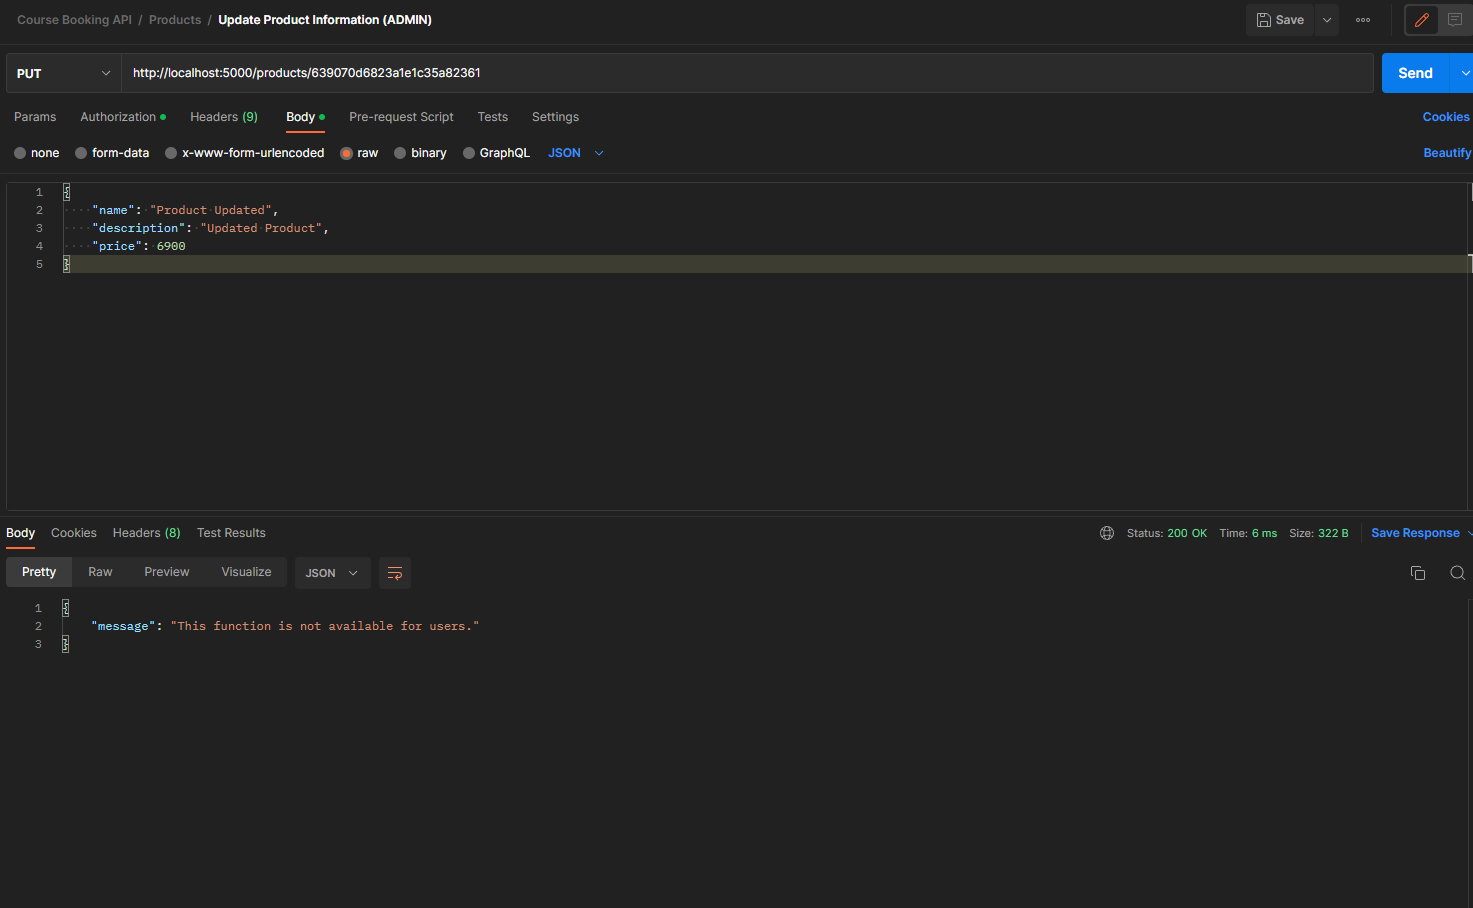 Course Booking API / Products / Update Product Information (ADMIN)
Save
PUT
http://localhost:5000/products/639070d6823a1e1c35a82361
Send
Params Authorization Headers (9) Body Pre-request Script Tests Settings Cookies
none form-data x-www-form-urlencoded raw binary GraphQL JSON Beautify
1 {
2 "name": "Product Updated",
3 "description": "Updated Product",
4 "price": 6900
5 }
Body Cookies Headers (8) Test Results Status: 200 OK Time: 6 ms Size: 322 B Save Response
Pretty Raw Preview Visualize JSON
1 {
2 "message": "This function is not available for users."
3 }